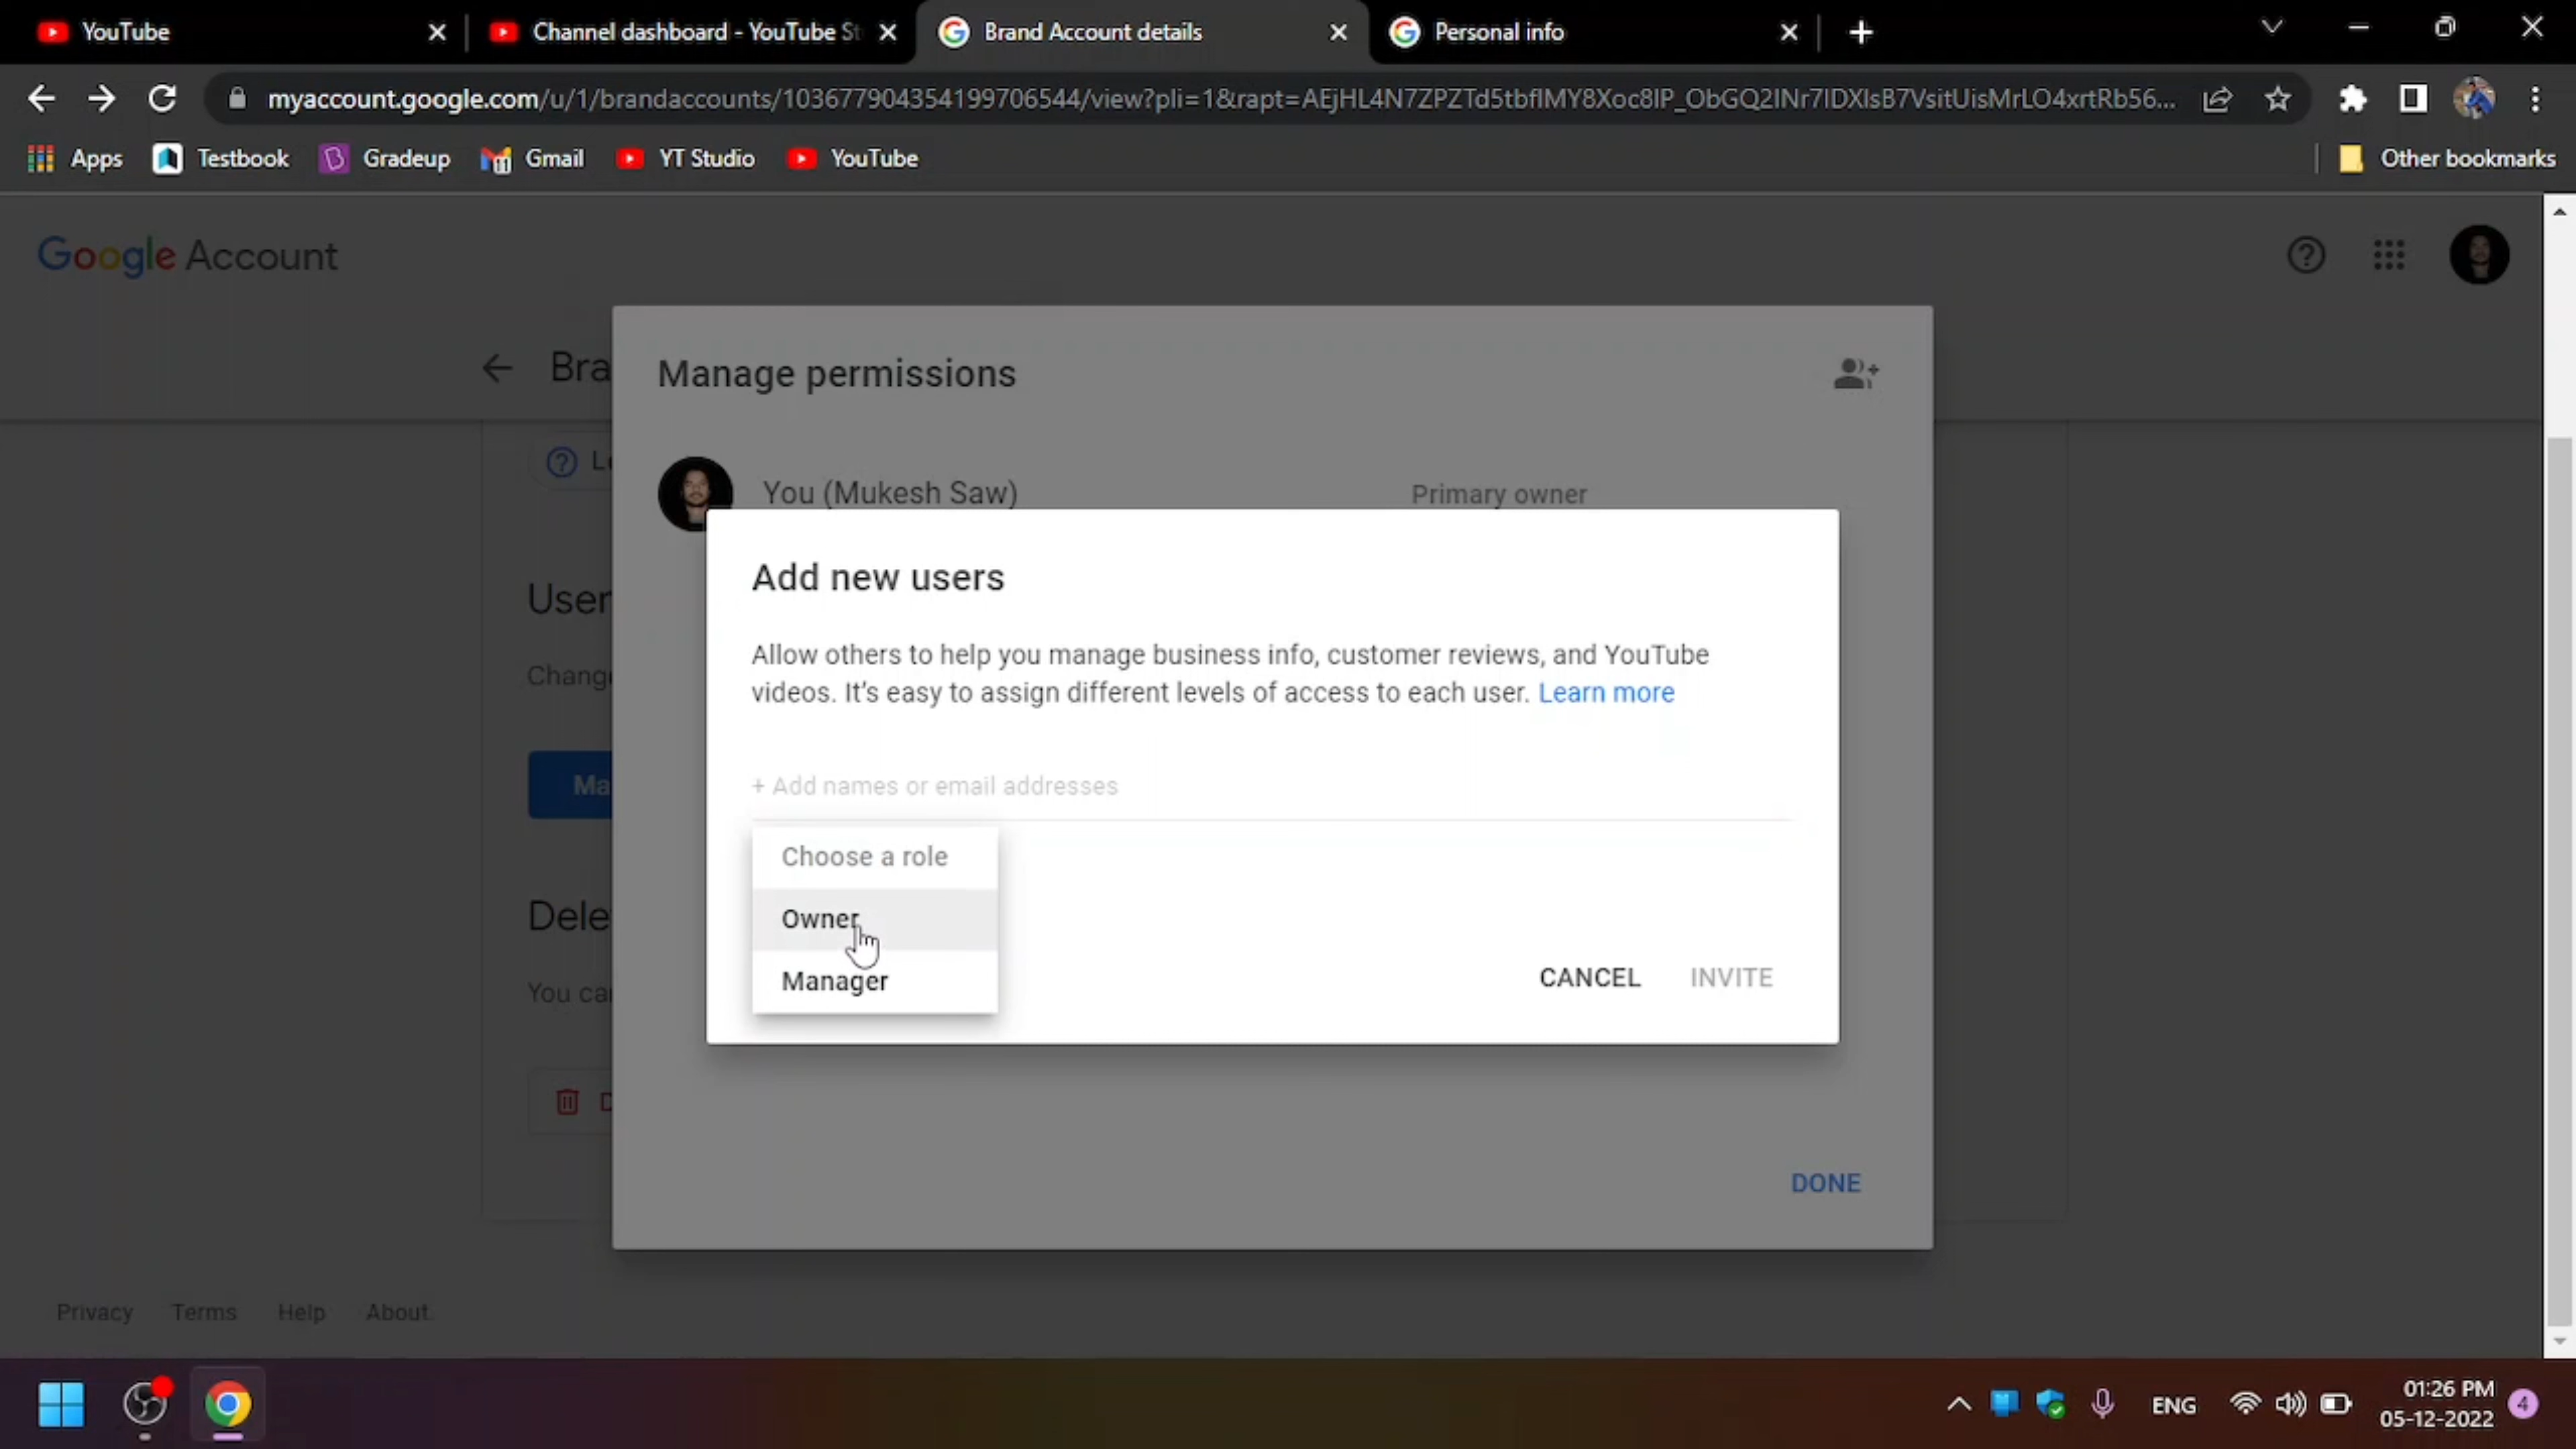 YouTube
Channel dashboard - YouTube St
Brand Account details
Personal info
myaccount.google.com/u/1/brandaccounts/103677904354199706544/view?pli=1&rapt=AEjHL4N7ZPZTd5tbflMY8Xoc8lP_ObGQ2lNr7lDXlsB7VsitUisMrLO4xrtRb56...
Apps
Testbook
Gradeup
Gmail
YT Studio
YouTube
Other bookmarks
Google Account
Bra
Manage permissions
You (Mukesh Saw)
Primary owner
User
Chang
Ma
Add new users
Allow others to help you manage business info, customer reviews, and YouTube
videos. It's easy to assign different levels of access to each user. Learn more
+ Add names or email addresses
Choose a role
Owner
Manager
CANCEL
INVITE
Dele
You ca
D
DONE
Privacy
Terms
Help
About
ENG
01:26 PM
05-12-2022
4